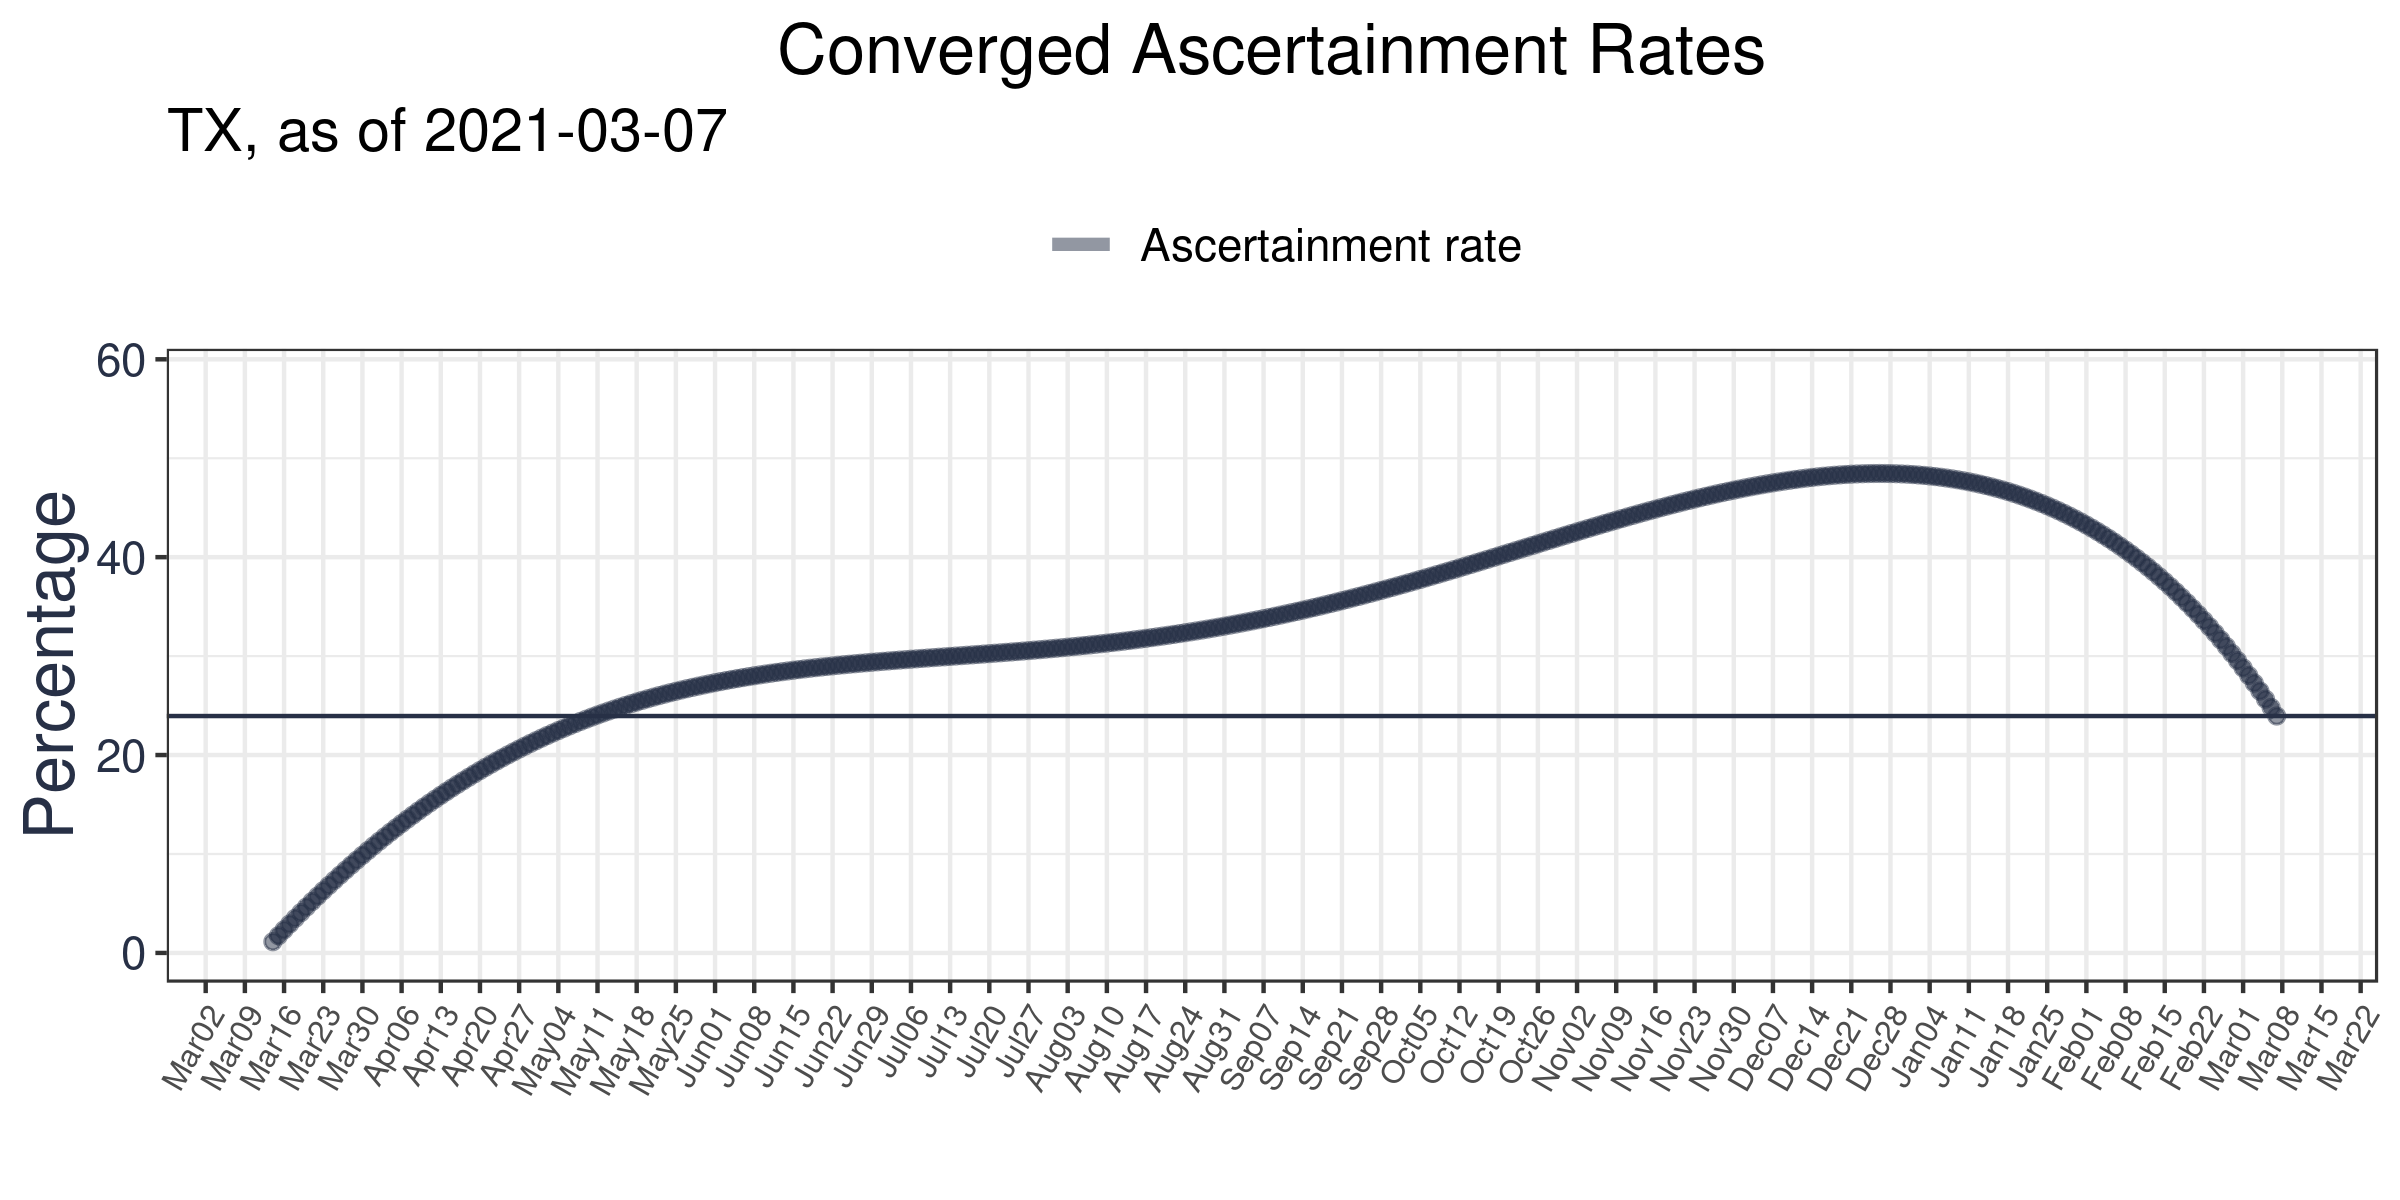 Converged Ascertainment Rates
TX, as of 2021-03-07
Ascertainment rate
Percentage
60
40
20
0
Mar02 Mar09 Mar16 Mar23 Mar30 Apr06 Apr13 Apr20 Apr27 May04 May11 May18 May25 Jun01 Jun08 Jun15 Jun22 Jun29 Jul06 Jul13 Jul20 Jul27 Aug03 Aug10 Aug17 Aug24 Aug31 Sep07 Sep14 Sep21 Sep28 Oct05 Oct12 Oct19 Oct26 Nov02 Nov09 Nov16 Nov23 Nov30 Dec07 Dec14 Dec21 Dec28 Jan04 Jan11 Jan18 Jan25 Feb01 Feb08 Feb15 Feb22 Mar01 Mar08 Mar15 Mar22